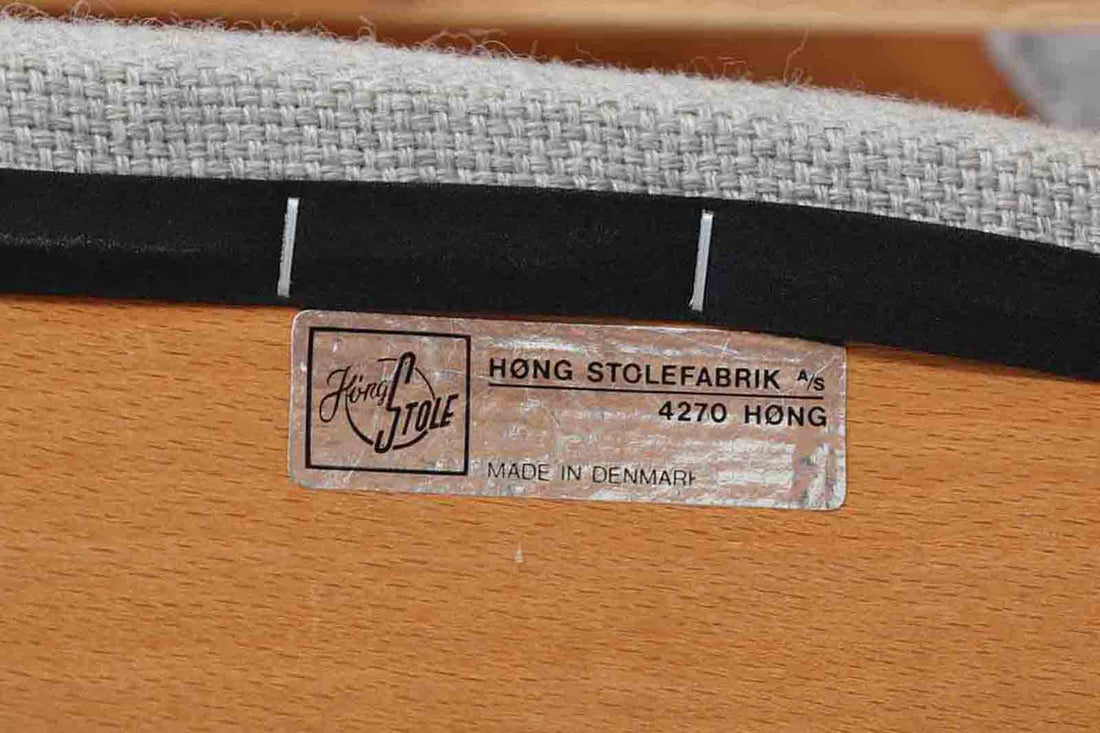 Høng
STOLE
HØNG STOLEFABRIK A/S
4270 HØNG
MADE IN DENMARK